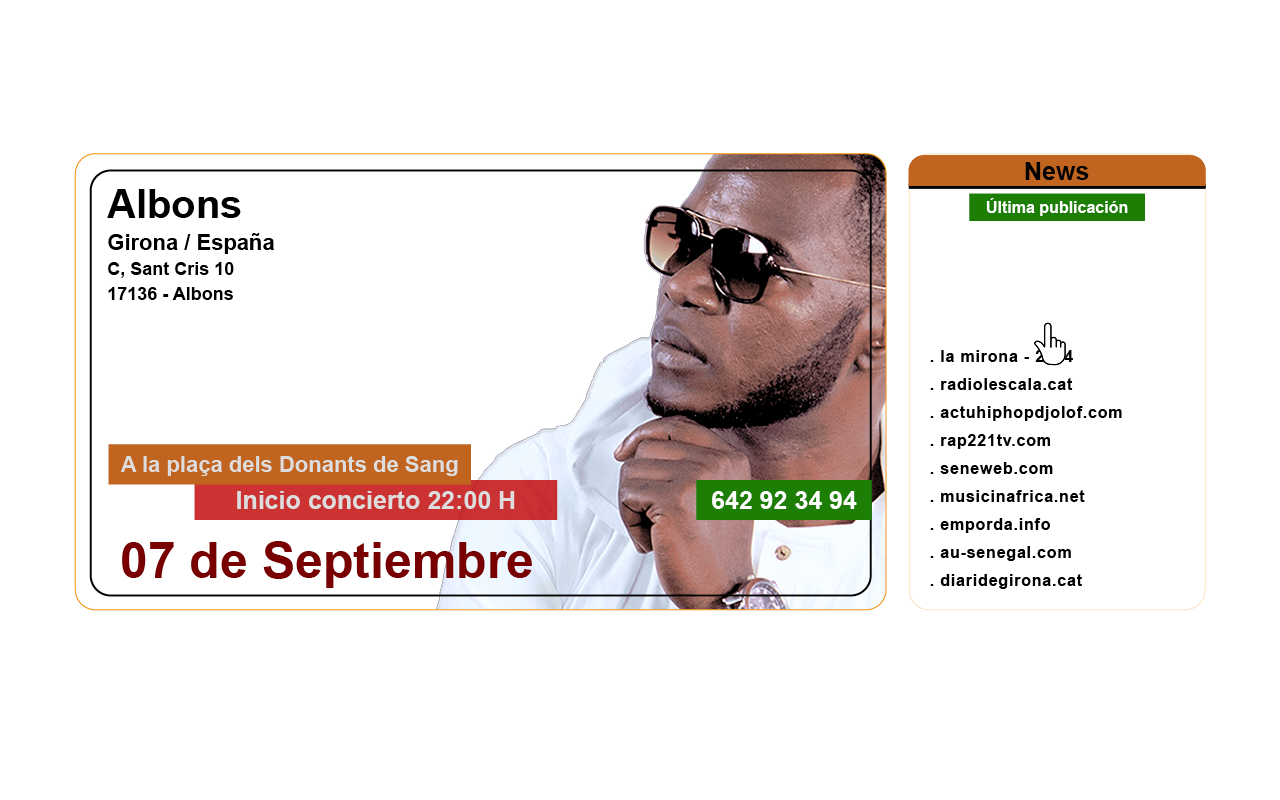 Albons
Girona / España
C, Sant Cris 10
17136 - Albons
A la plaça dels Donants de Sang
Inicio concierto 22:00 H
642 92 34 94
07 de Septiembre
News
Última publicación
. la mirona -
. radiolescala.cat
. actuhiphopdjolof.com
. rap221tv.com
. seneweb.com
. musicinafrica.net
. emporda.info
. au-senegal.com
. diaridegirona.cat